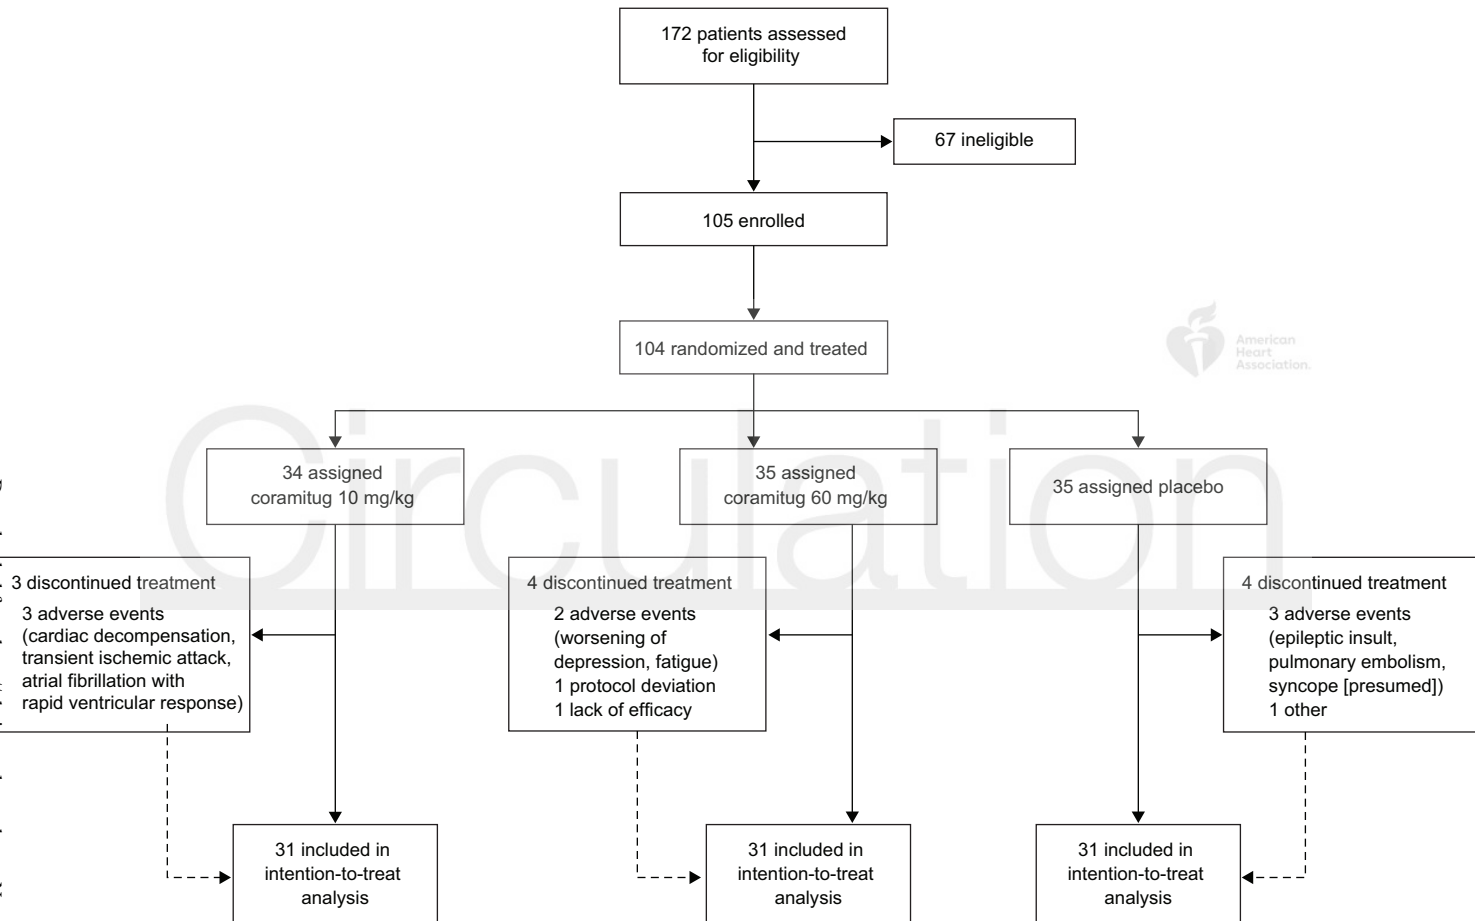 172 patients assessed
for eligibility
67 ineligible
105 enrolled
104 randomized and treated
American
Heart
Association.
Circulation
34 assigned
coramitug 10 mg/kg
35 assigned
coramitug 60 mg/kg
35 assigned placebo
3 discontinued treatment
3 adverse events
(cardiac decompensation,
transient ischemic attack,
atrial fibrillation with
rapid ventricular response)
4 discontinued treatment
2 adverse events
(worsening of
depression, fatigue)
1 protocol deviation
1 lack of efficacy
4 discontinued treatment
3 adverse events
(epileptic insult,
pulmonary embolism,
syncope [presumed])
1 other
31 included in
intention-to-treat
analysis
31 included in
intention-to-treat
analysis
31 included in
intention-to-treat
analysis